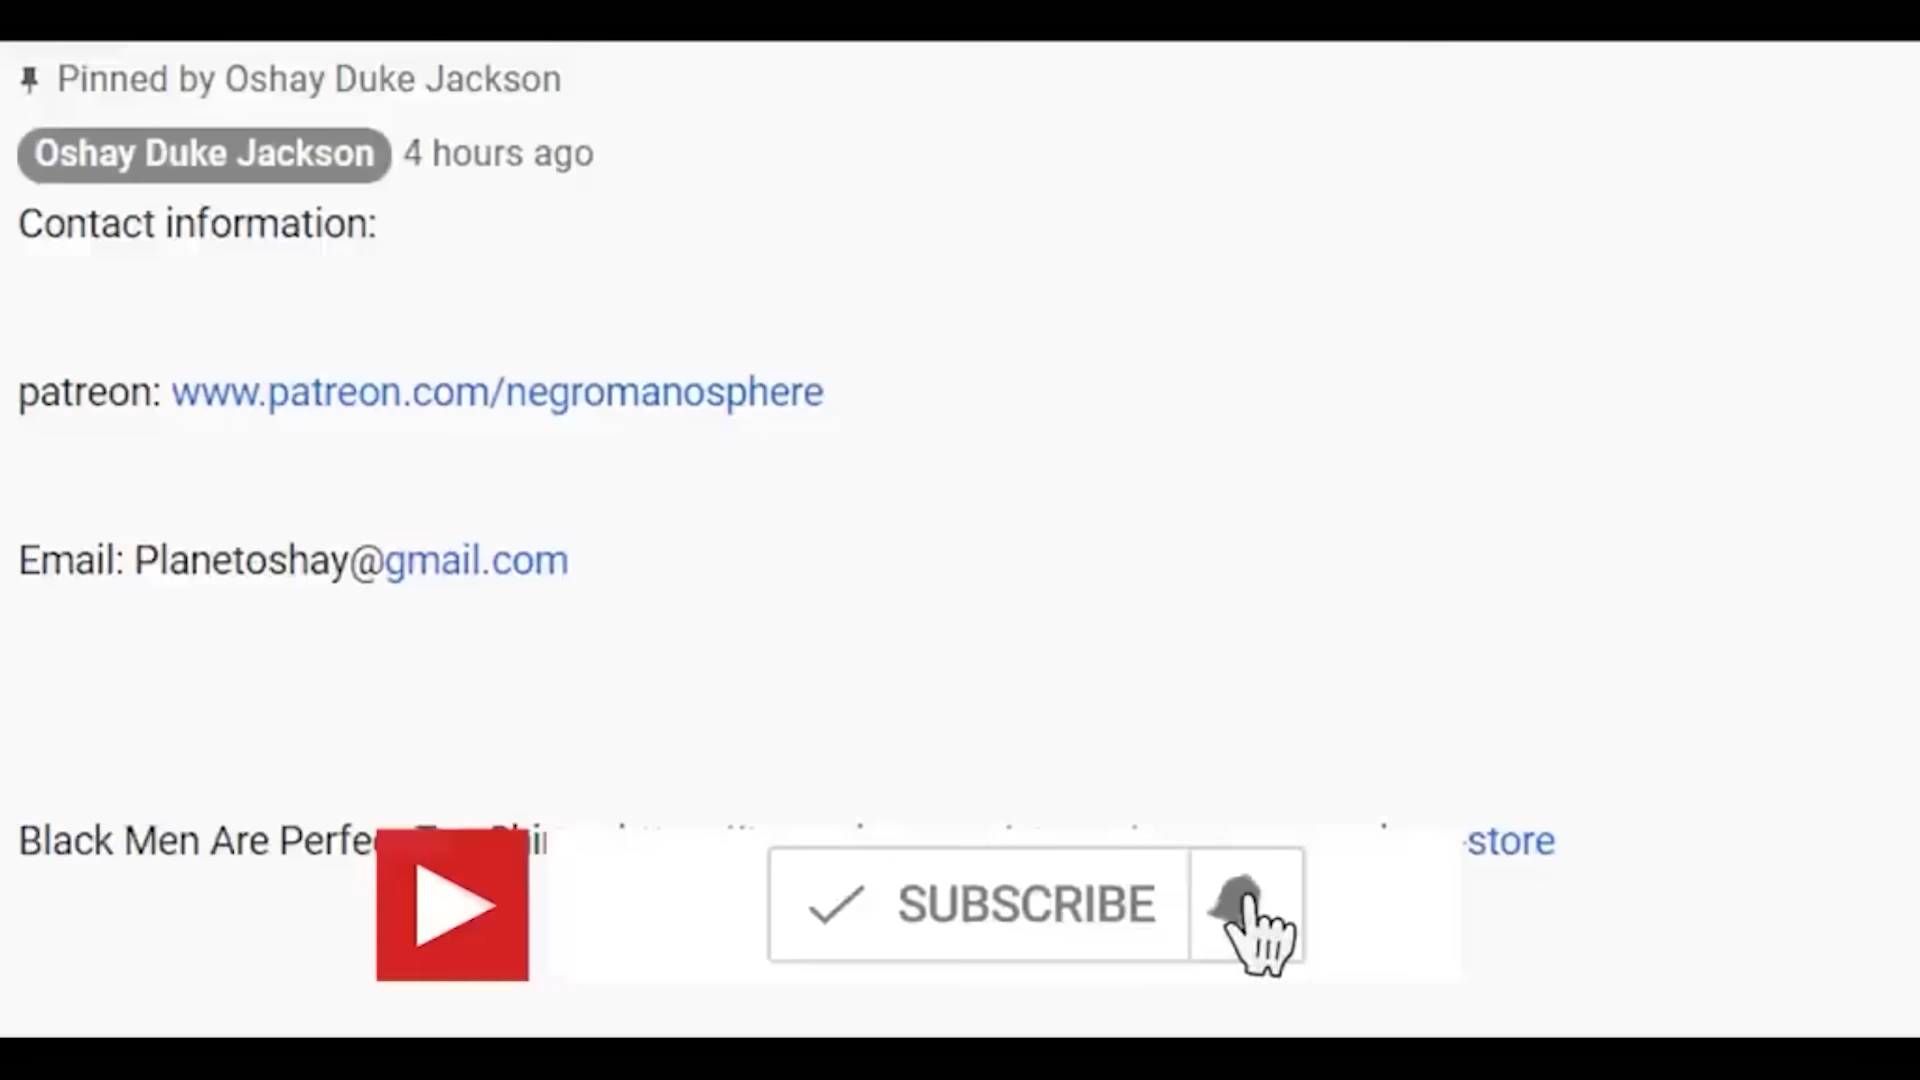 Pinned by Oshay Duke Jackson
Oshay Duke Jackson 4 hours ago
Contact information:
patreon: www.patreon.com/negromanosphere
Email: Planetoshay@gmail.com
Black Men Are -store
SUBSCRIBE